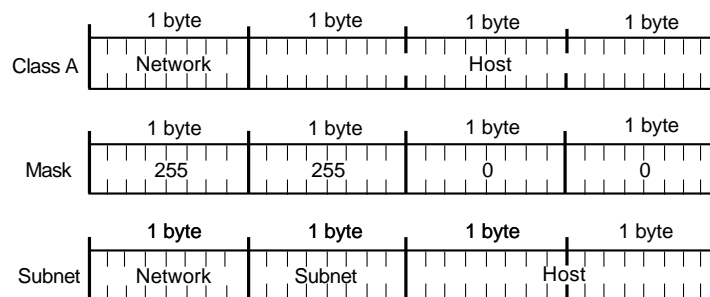 1 byte 1 byte 1 byte 1 byte
Class A Network Host
1 byte 1 byte 1 byte 1 byte
Mask 255 255 0 0
1 byte 1 byte 1 byte 1 byte
Subnet Network Subnet Host